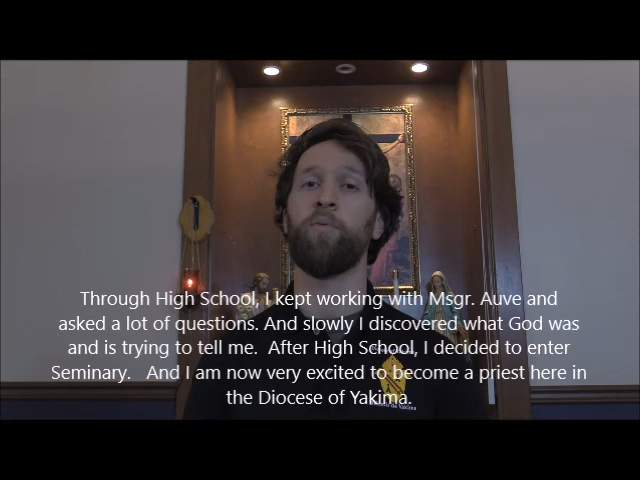 Through High School, I kept working with Msgr. Auve and
asked a lot of questions. And slowly I discovered what God was
and is trying to tell me.  After High School, I decided to enter
Seminary.   And I am now very excited to become a priest here in
the Diocese of Yakima.